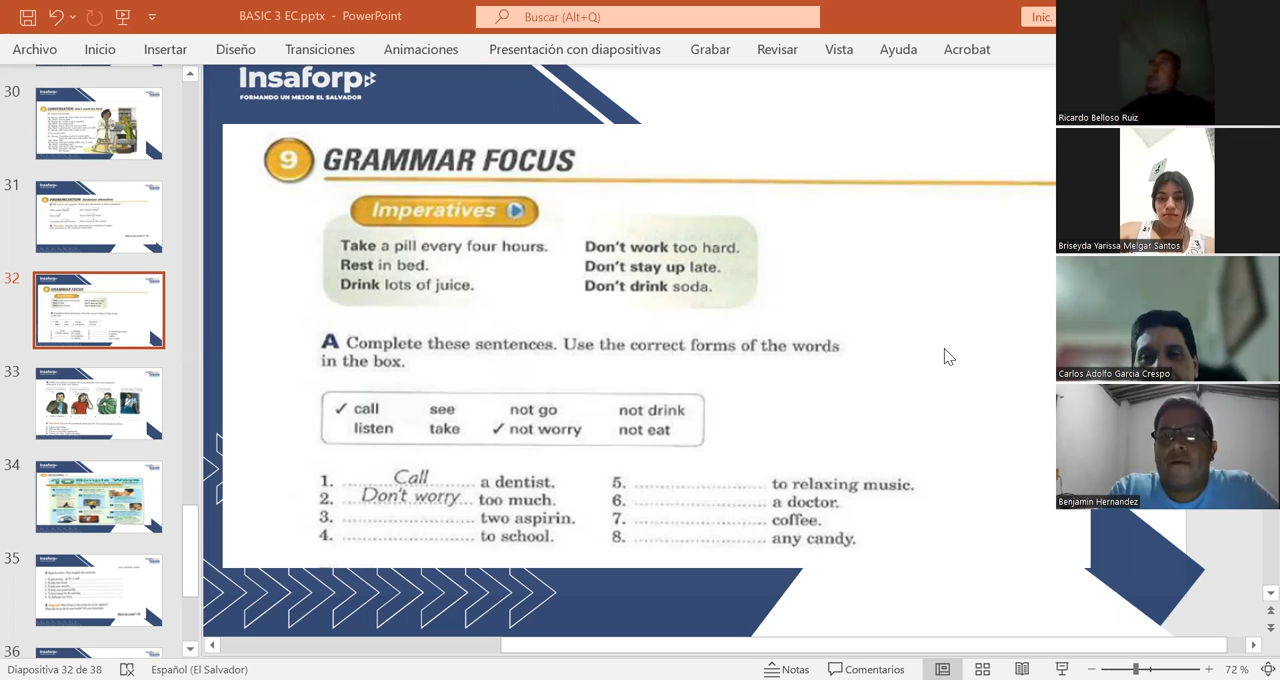 BASIC 3 EC.pptx - PowerPoint
Buscar (Alt+Q)
Inic.
Archivo Inicio Insertar Diseño Transiciones Animaciones Presentación con diapositivas Grabar Revisar Vista Ayuda Acrobat
30
31
32
33
34
35
36
Insaforp
FORMANDO UN MEJOR EL SALVADOR
9 GRAMMAR FOCUS
Imperatives
Take a pill every four hours. Don't work too hard.
Rest in bed. Don't stay up late.
Drink lots of juice. Don't drink soda.
A Complete these sentences. Use the correct forms of the words
in the box.
✓ call see not go not drink
listen take ✓ not worry not eat
1. Call a dentist. 5. to relaxing music.
2. Don't worry too much. 6. a doctor.
3. two aspirin. 7. coffee.
4. to school. 8. any candy.
Ricardo Belloso Ruiz
Briseyda Yarissa Melgar Santos
Carlos Adolfo Garcia Crespo
Benjamin Hernandez
Diapositiva 32 de 38 Español (El Salvador) Notas Comentarios 72 %